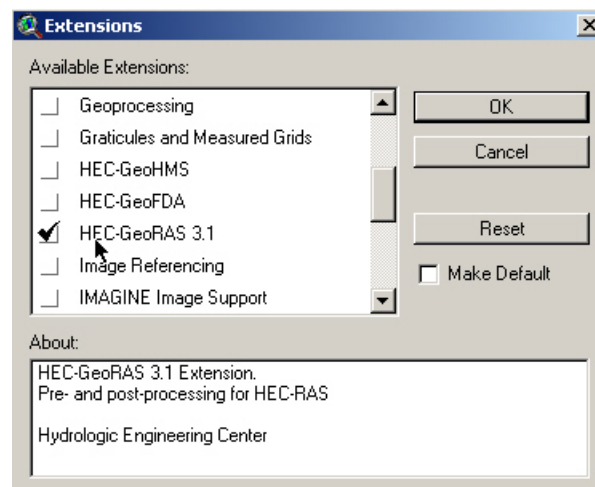 Extensions
Available Extensions:
Geoprocessing
Graticules and Measured Grids
HEC-GeoHMS
HEC-GeoFDA
HEC-GeoRAS 3.1
Image Referencing
IMAGINE Image Support
OK
Cancel
Reset
Make Default
About:
HEC-GeoRAS 3.1 Extension.
Pre- and post-processing for HEC-RAS
Hydrologic Engineering Center